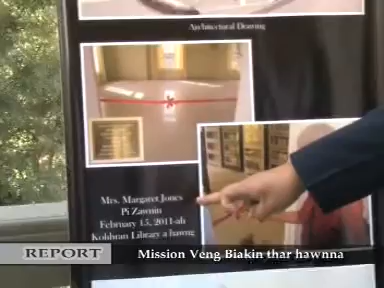 Architectural Drawing
Mrs. Margaret Jones
Pi Zawnin
February 15, 2011-ah
Kohhran Library a hawng
REPORT
Mission Veng Biakin thar hawnna